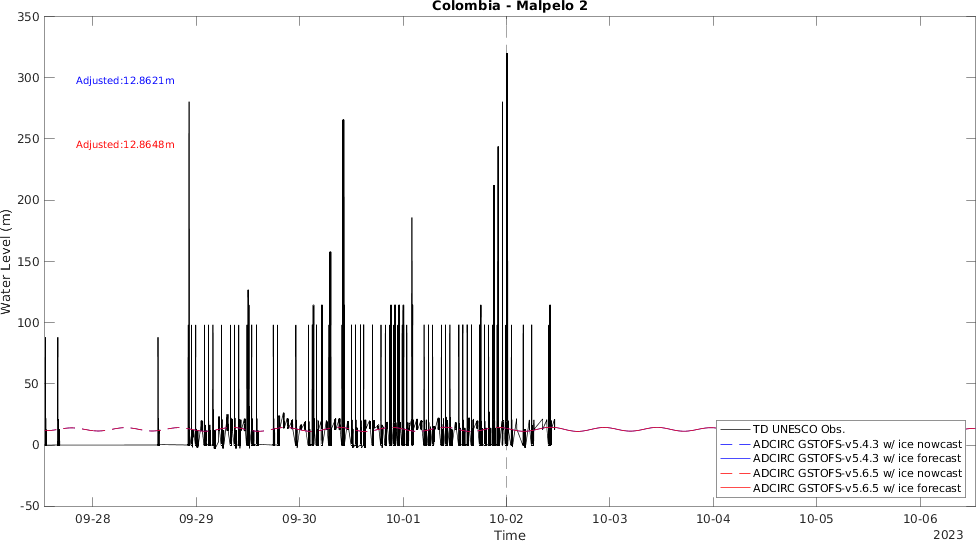 Colombia - Malpelo 2
350
300
250
200
150
100
50
0
-50
Water Level (m)
Adjusted:12.8621m
Adjusted:12.8648m
TD UNESCO Obs.
ADCIRC GSTOFS-v5.4.3 w/ ice nowcast
ADCIRC GSTOFS-v5.4.3 w/ ice forecast
ADCIRC GSTOFS-v5.6.5 w/ ice nowcast
ADCIRC GSTOFS-v5.6.5 w/ ice forecast
09-28 09-29 09-30 10-01 10-02 10-03 10-04 10-05 10-06
Time
2023